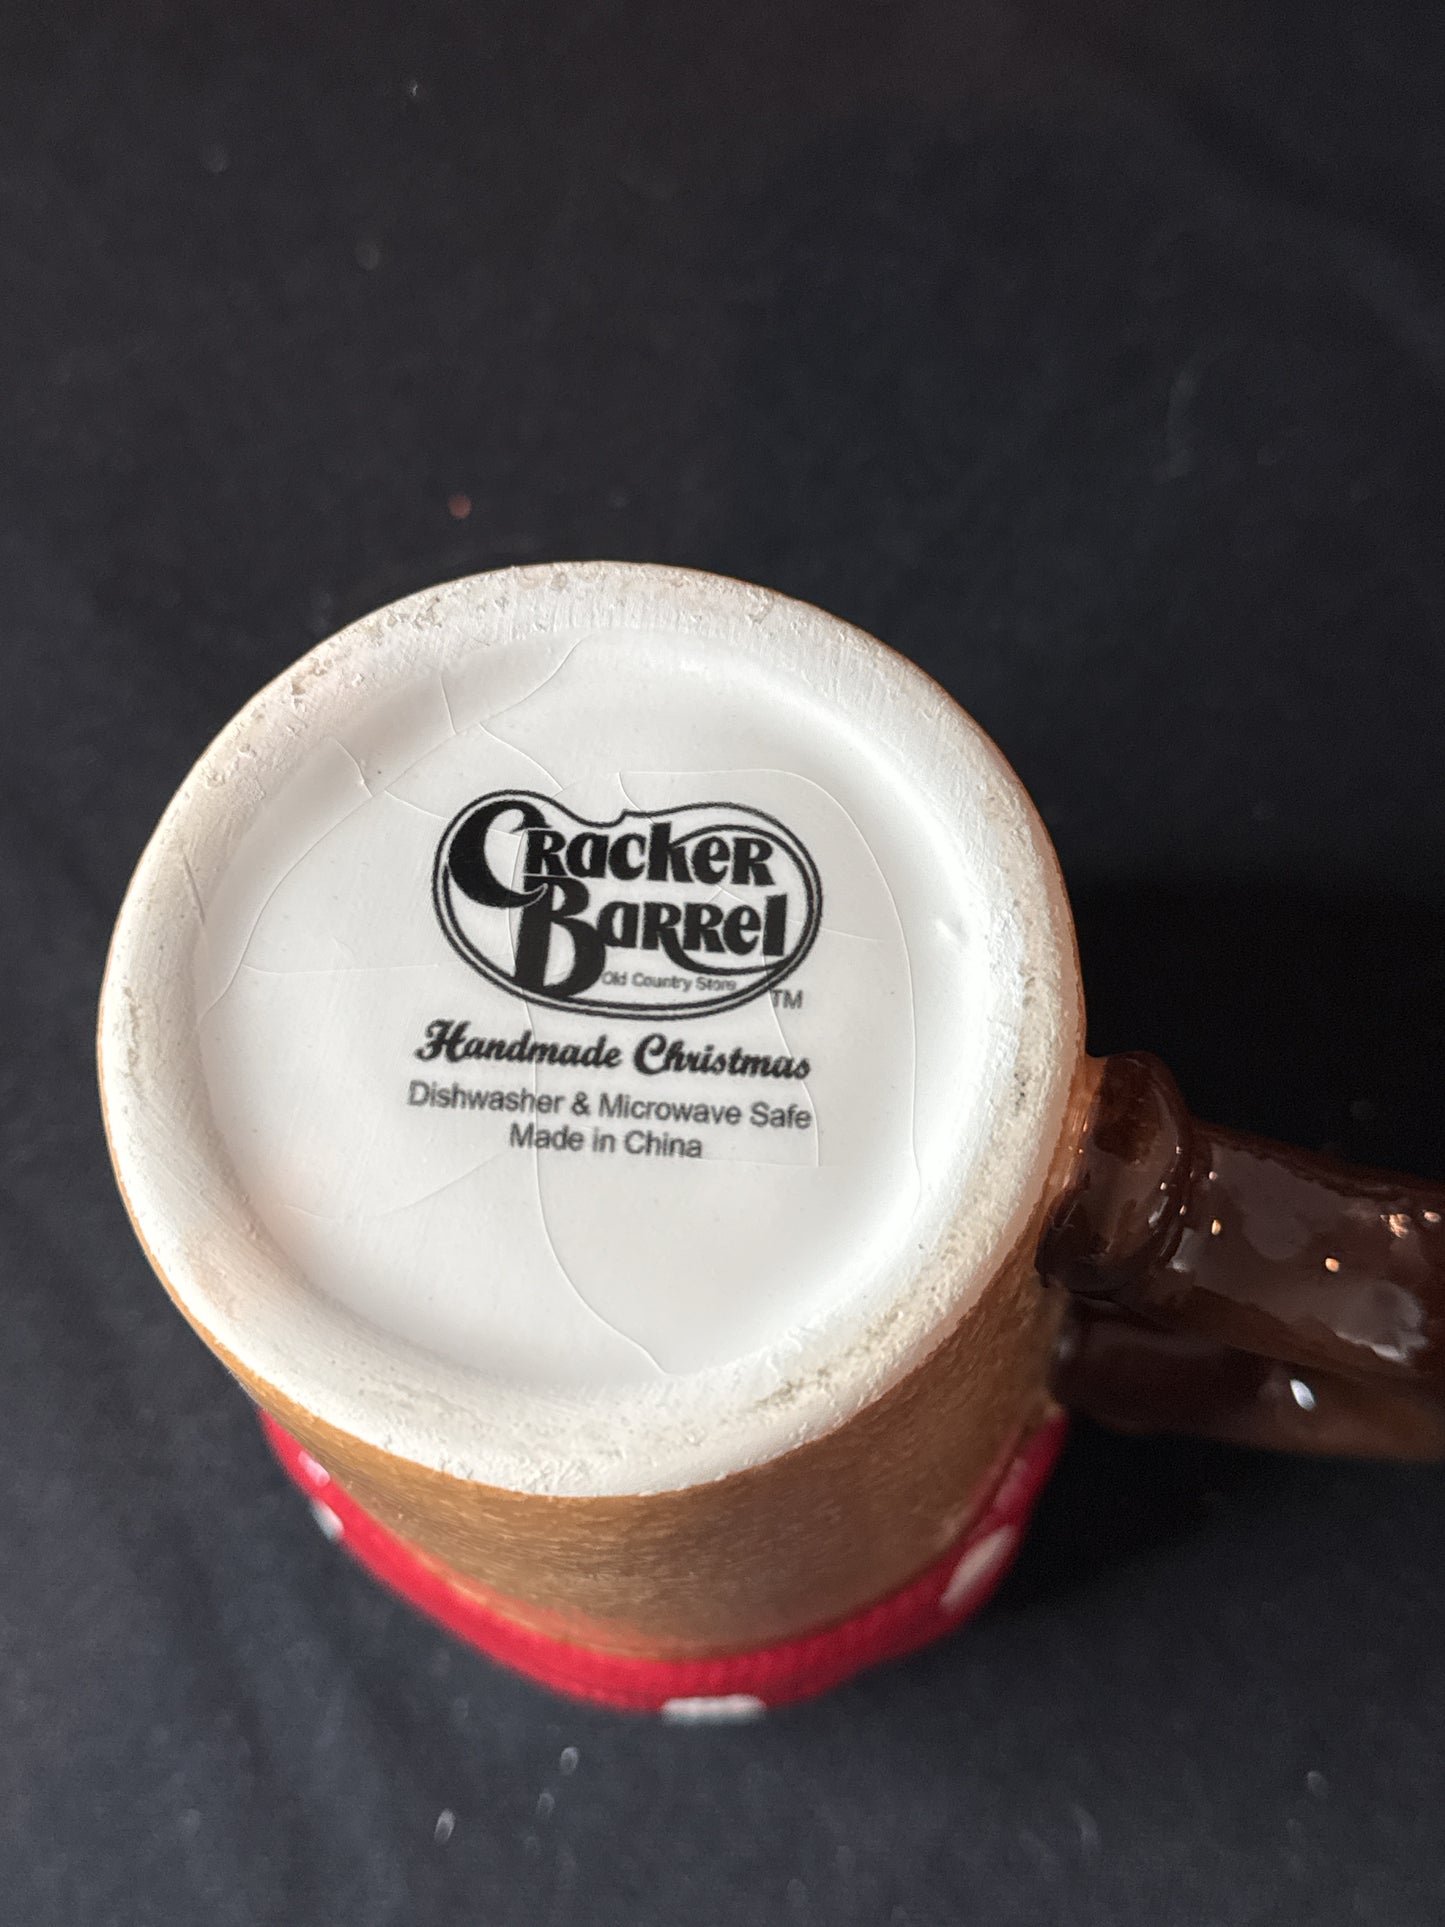 Cracker
Barrel
Old Country Store
TM
Handmade Christmas
Dishwasher & Microwave Safe
Made in China